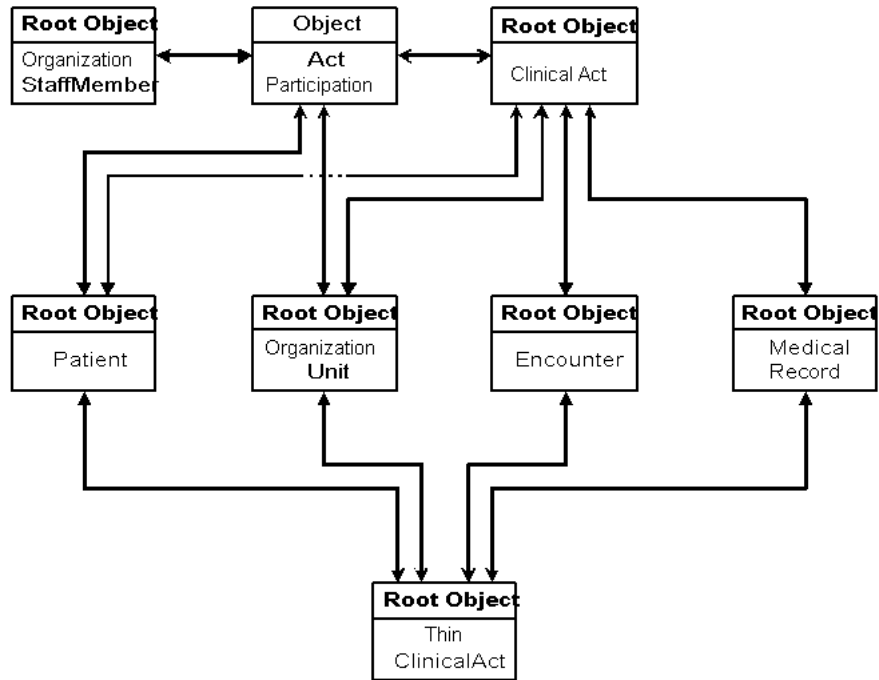 Root Object
Organization
StaffMember
Object
Act
Participation
Root Object
Clinical Act
Root Object
Patient
Root Object
Organization
Unit
Root Object
Encounter
Root Object
Medical
Record
Root Object
Thin
ClinicalAct